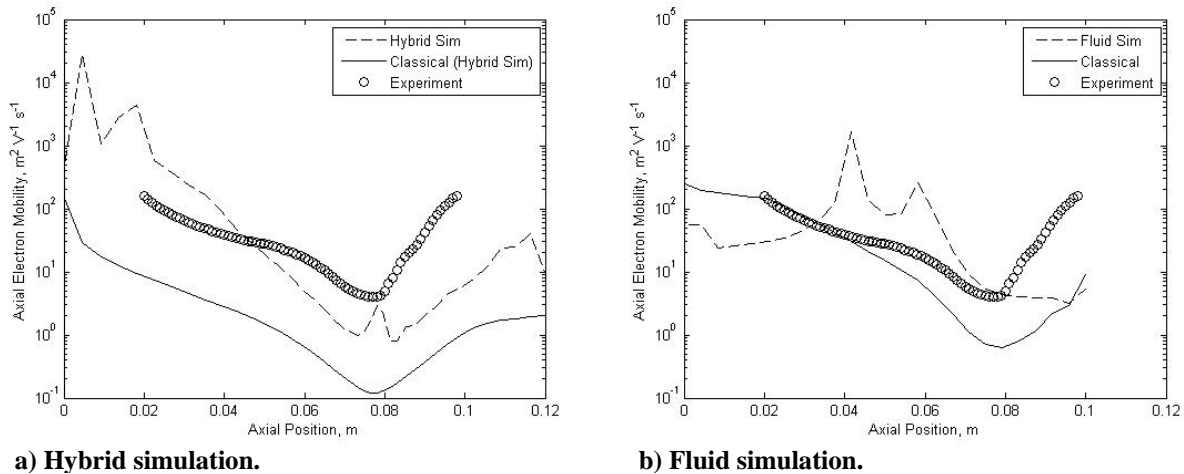 10^5
10^4
10^3
10^2
10^1
10^0
10^-1
Axial Electron Mobility, m^2 V^-1 s^-1
Hybrid Sim
Classical (Hybrid Sim)
Experiment
0 0.02 0.04 0.06 0.08 0.1 0.12
Axial Position, m
a) Hybrid simulation.
10^5
10^4
10^3
10^2
10^1
10^0
10^-1
Axial Electron Mobility, m^2 V^-1 s^-1
Fluid Sim
Classical
Experiment
0 0.02 0.04 0.06 0.08 0.1 0.12
Axial Position, m
b) Fluid simulation.